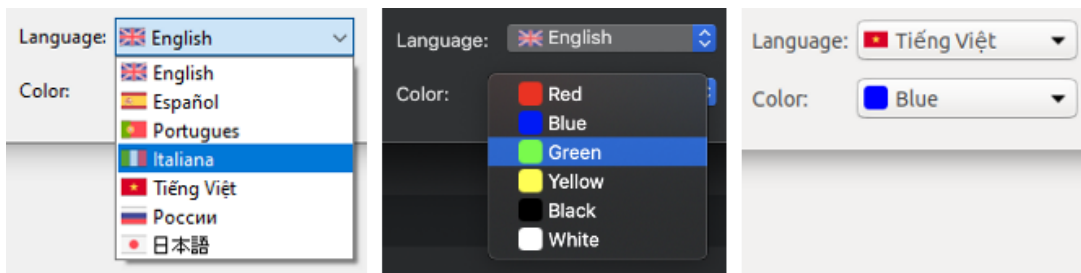 Language: English
English
Español
Portugues
Italiana
Tiếng Việt
России
日本語
Color:
Language: English
Color:
Red
Blue
Green
Yellow
Black
White
Language: Tiếng Việt
Color: Blue